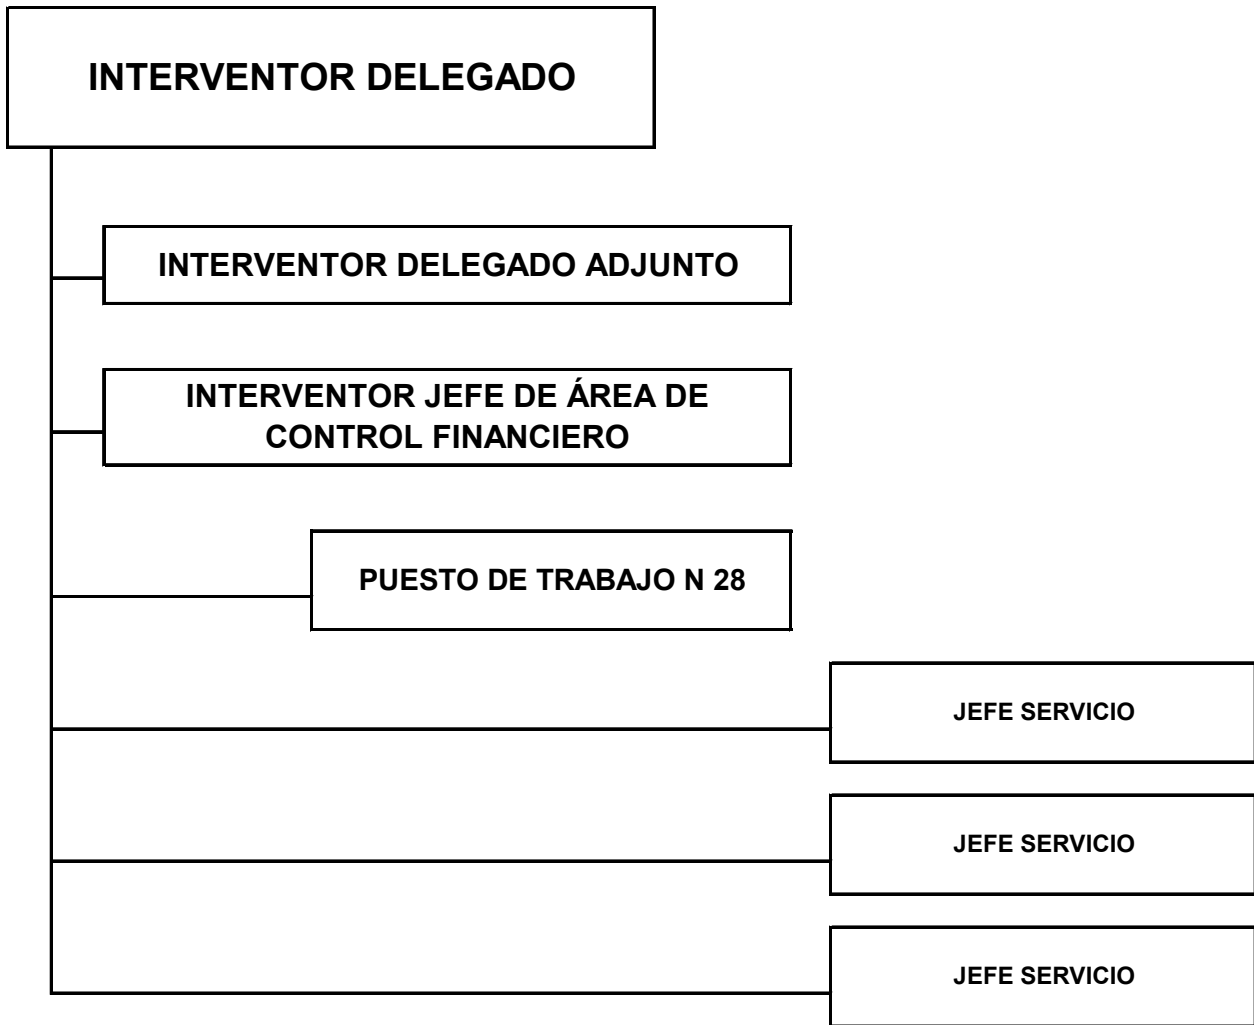 INTERVENTOR DELEGADO
INTERVENTOR DELEGADO ADJUNTO
INTERVENTOR JEFE DE ÁREA DE
CONTROL FINANCIERO
PUESTO DE TRABAJO N 28
JEFE SERVICIO
JEFE SERVICIO
JEFE SERVICIO